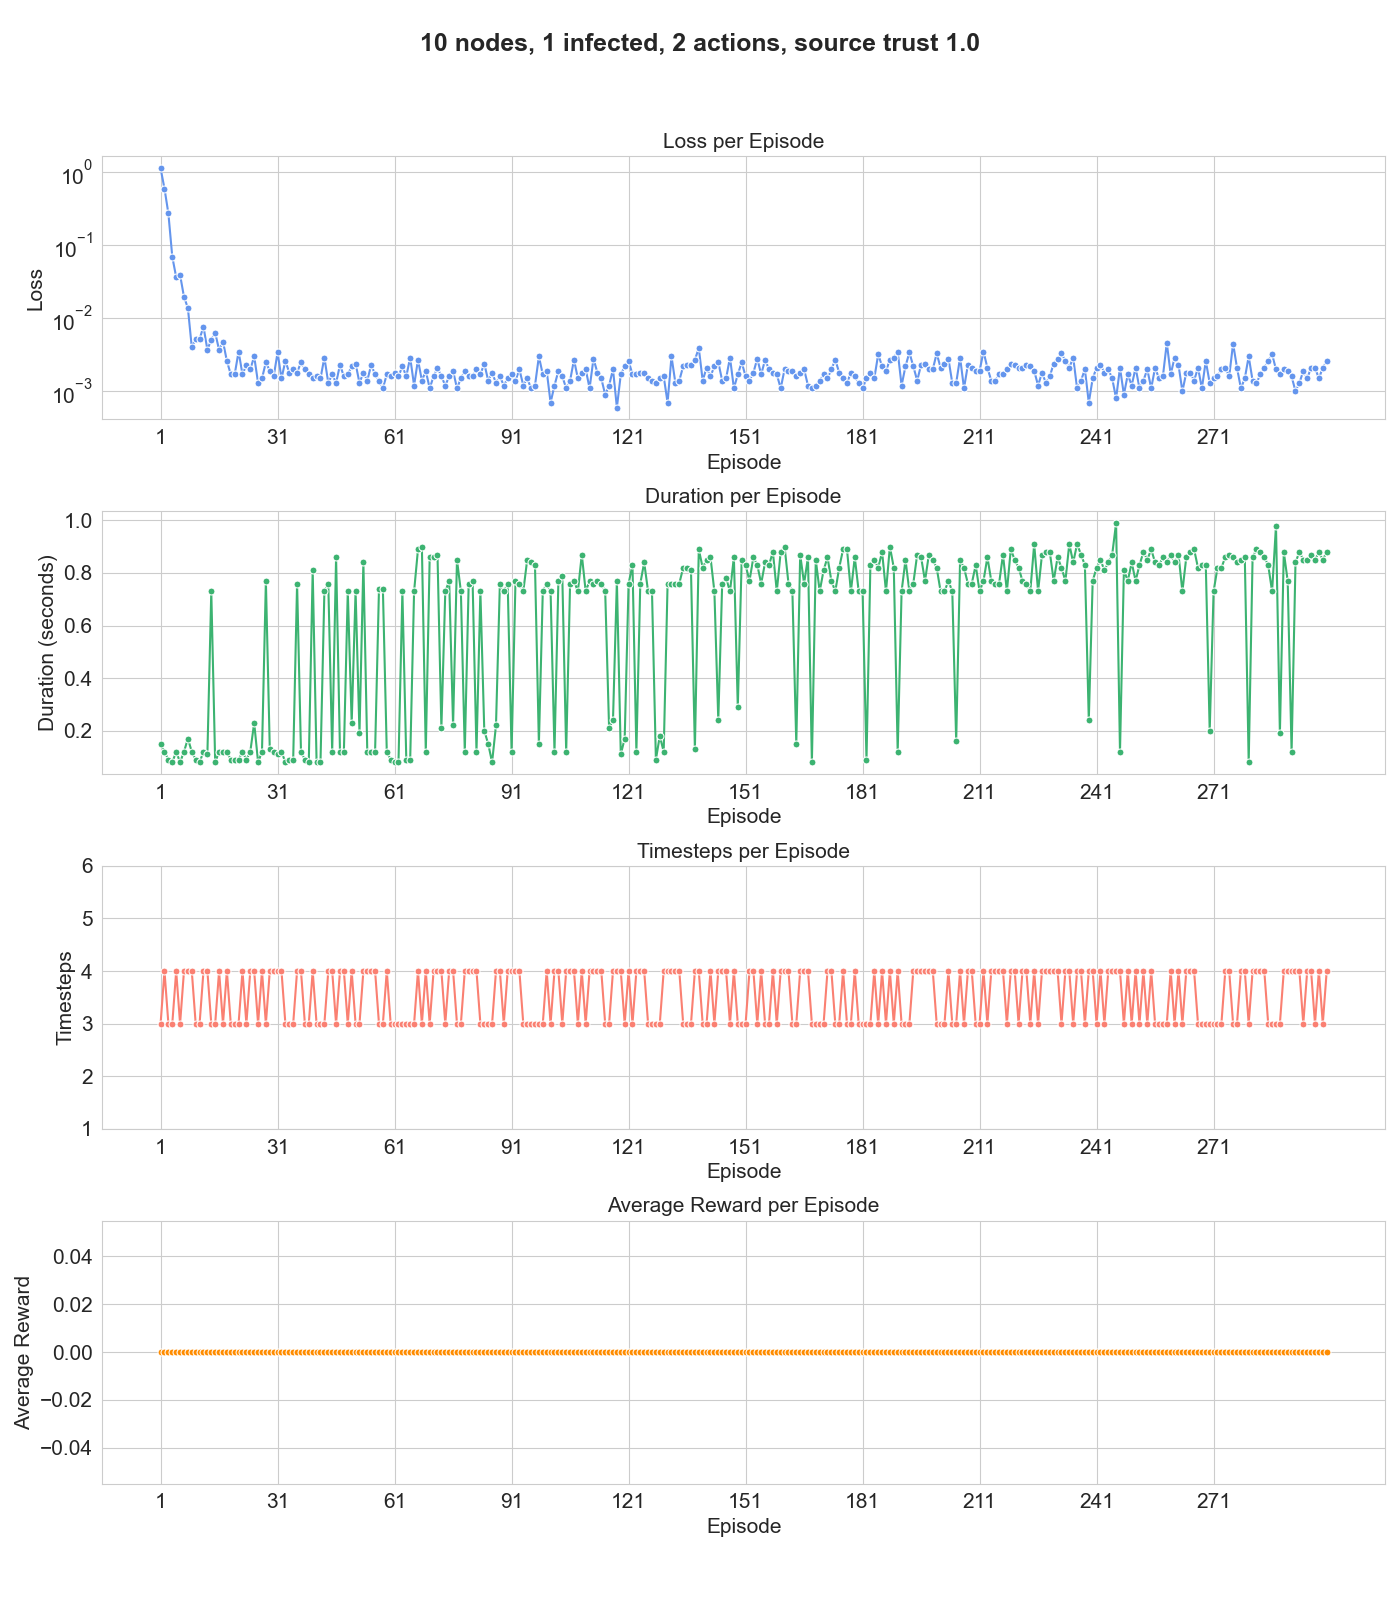 10 nodes, 1 infected, 2 actions, source trust 1.0
Loss per Episode
10⁰
10⁻¹
10⁻²
10⁻³
Loss
1 31 61 91 121 151 181 211 241 271
Episode
Duration per Episode
1.0
0.8
0.6
0.4
0.2
Duration (seconds)
1 31 61 91 121 151 181 211 241 271
Episode
Timesteps per Episode
6
5
4
3
2
1
Timesteps
1 31 61 91 121 151 181 211 241 271
Episode
Average Reward per Episode
0.04
0.02
0.00
−0.02
−0.04
Average Reward
1 31 61 91 121 151 181 211 241 271
Episode